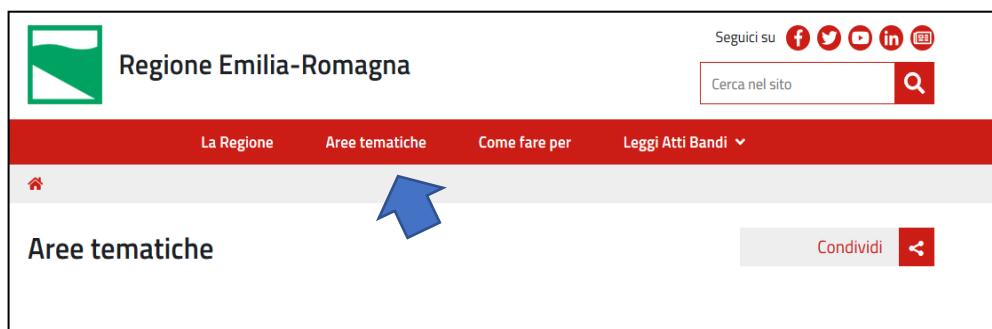 Seguici su
Regione Emilia-Romagna
Cerca nel sito
La Regione Aree tematiche Come fare per Leggi Atti Bandi
Aree tematiche
Condividi